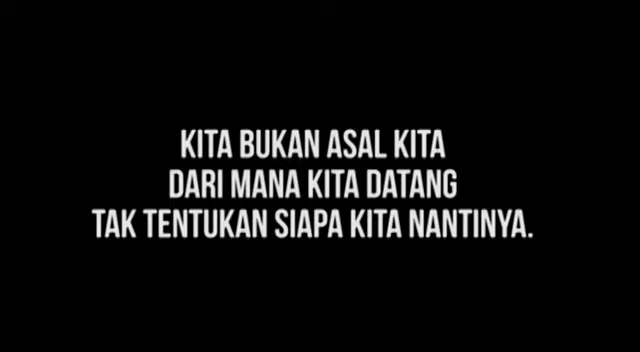 KITA BUKAN ASAL KITA
DARI MANA KITA DATANG
TAK TENTUKAN SIAPA KITA NANTINYA.